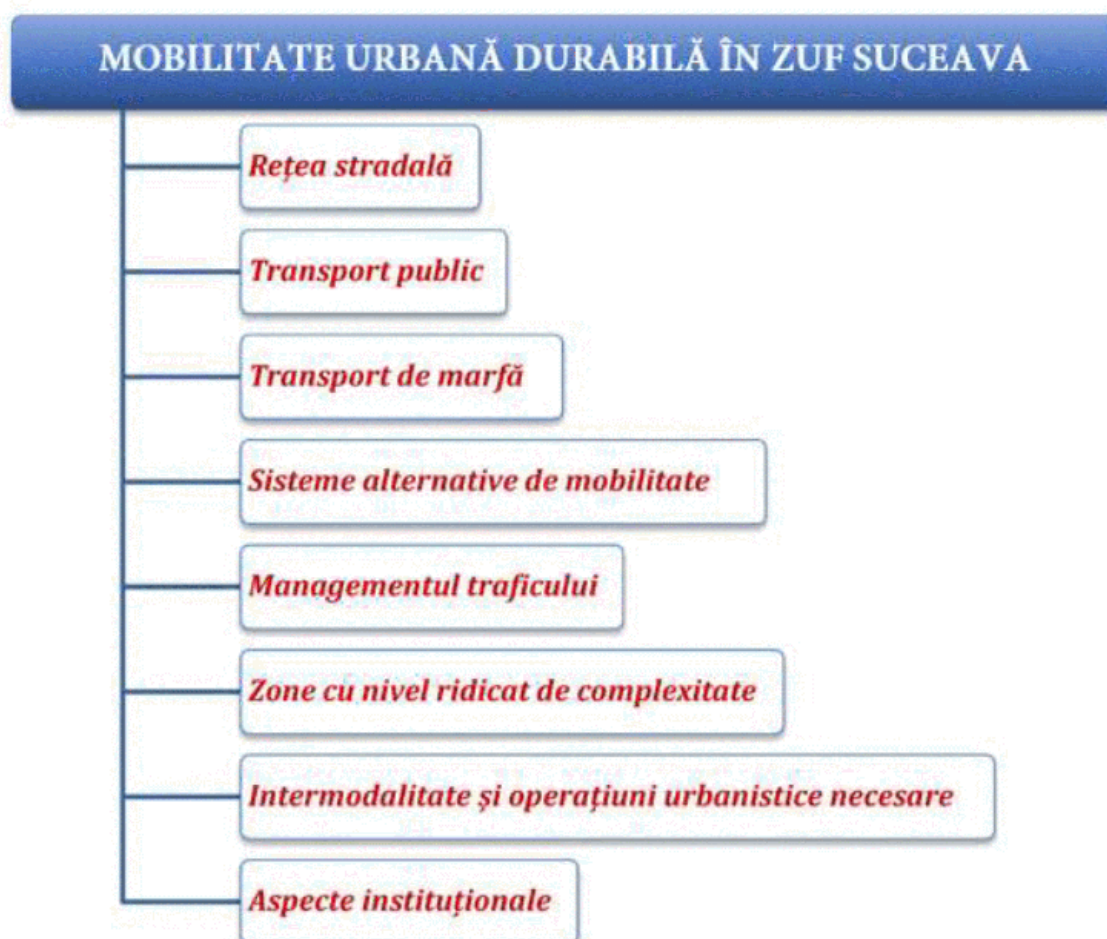 MOBILITATE URBANĂ DURABILĂ ÎN ZUF SUCEAVA
Rețea stradală
Transport public
Transport de marfă
Sisteme alternative de mobilitate
Managementul traficului
Zone cu nivel ridicat de complexitate
Intermodalitate și operațiuni urbanistice necesare
Aspecte instituționale